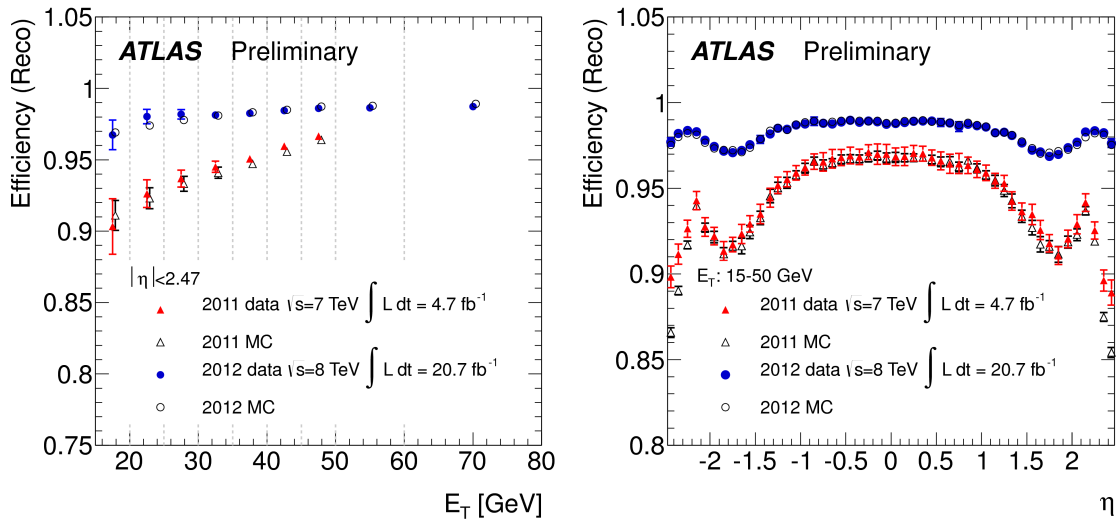 Efficiency (Reco)
1.05
1
0.95
0.9
0.85
0.8
0.75
ATLAS Preliminary
|η|<2.47
2011 data √s=7 TeV ∫ L dt = 4.7 fb⁻¹
2011 MC
2012 data √s=8 TeV ∫ L dt = 20.7 fb⁻¹
2012 MC
20 30 40 50 60 70 80
E_T [GeV]
Efficiency (Reco)
1.05
1
0.95
0.9
0.85
0.8
ATLAS Preliminary
E_T: 15-50 GeV
2011 data √s=7 TeV ∫ L dt = 4.7 fb⁻¹
2011 MC
2012 data √s=8 TeV ∫ L dt = 20.7 fb⁻¹
2012 MC
-2 -1.5 -1 -0.5 0 0.5 1 1.5 2
η